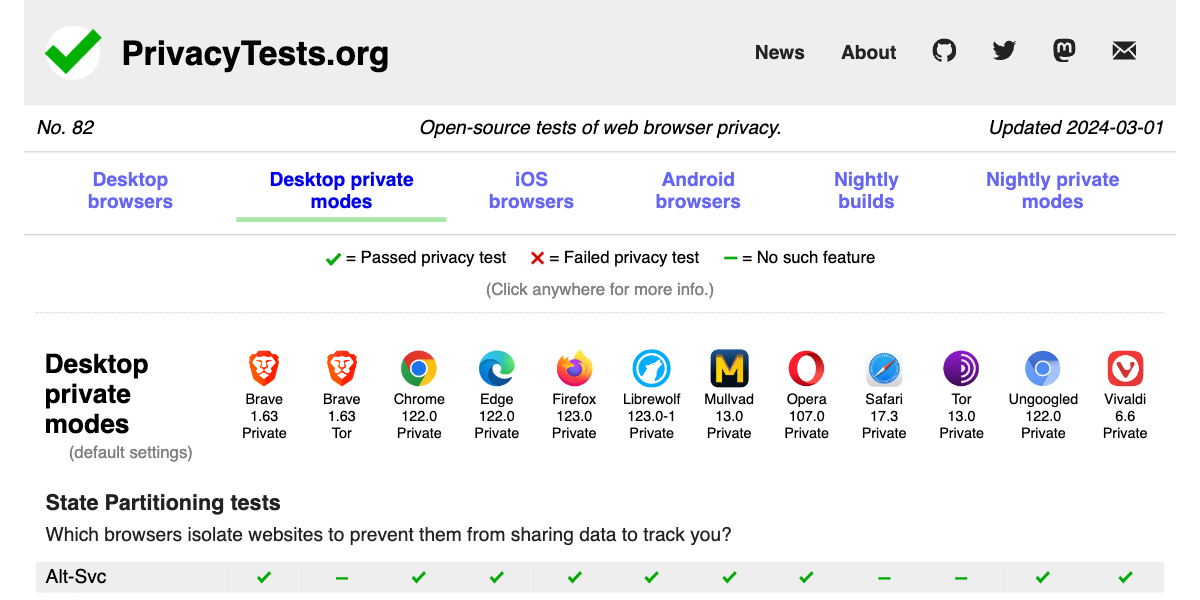 PrivacyTests.org
News About
No. 82 Open-source tests of web browser privacy. Updated 2024-03-01
Desktop browsers
Desktop private modes
iOS browsers
Android browsers
Nightly builds
Nightly private modes
= Passed privacy test = Failed privacy test = No such feature
(Click anywhere for more info.)
Desktop
private
modes
(default settings)
Brave 1.63 Private
Brave 1.63 Tor
Chrome 122.0 Private
Edge 122.0 Private
Firefox 123.0 Private
Librewolf 123.0-1 Private
Mullvad 13.0 Private
Opera 107.0 Private
Safari 17.3 Private
Tor 13.0 Private
Ungoogled 122.0 Private
Vivaldi 6.6 Private
State Partitioning tests
Which browsers isolate websites to prevent them from sharing data to track you?
Alt-Svc